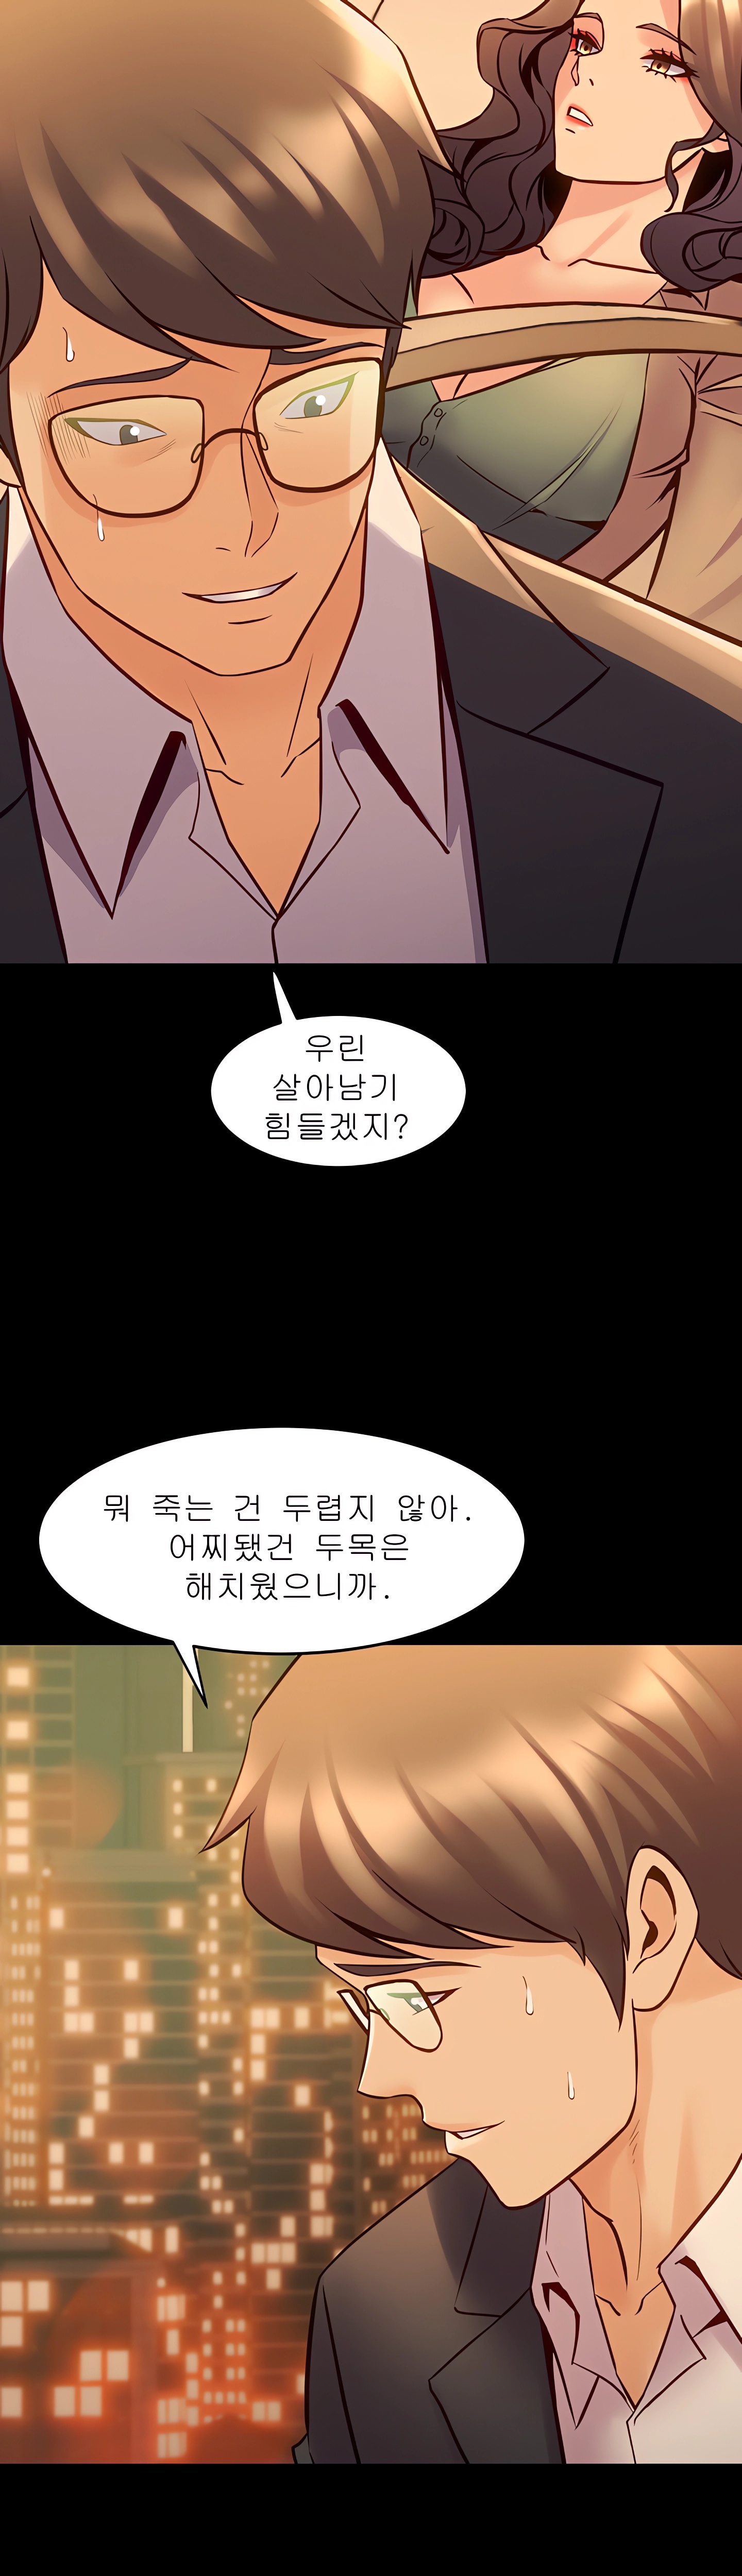 우린
살아남기
힘들겠지?
뭐 죽는 건 두렵지 않아.
어찌됐건 두목은
해치웠으니까.